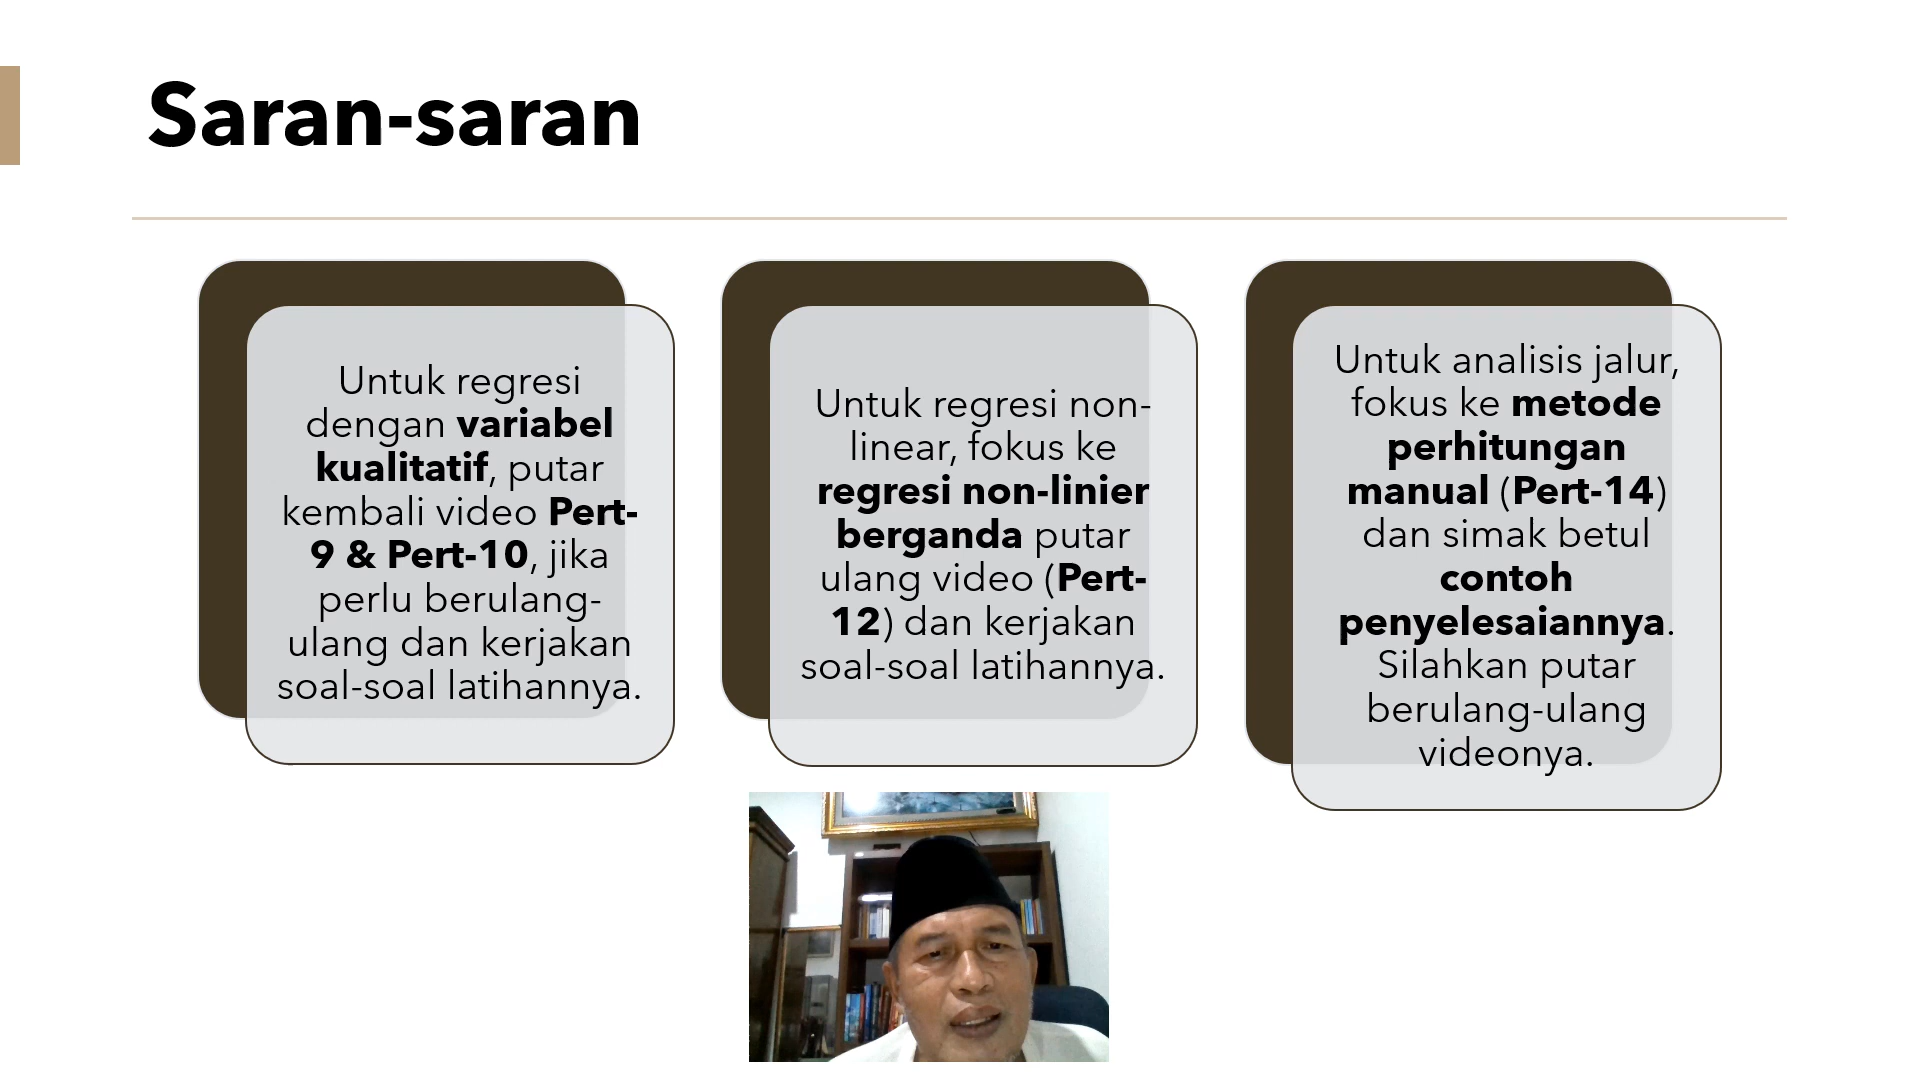 Saran-saran
Untuk regresi
dengan variabel
kualitatif, putar
kembali video Pert-
9 & Pert-10, jika
perlu berulang-
ulang dan kerjakan
soal-soal latihannya.
Untuk regresi non-
linear, fokus ke
regresi non-linier
berganda putar
ulang video (Pert-
12) dan kerjakan
soal-soal latihannya.
Untuk analisis jalur,
fokus ke metode
perhitungan
manual (Pert-14)
dan simak betul
contoh
penyelesaiannya.
Silahkan putar
berulang-ulang
videonya.